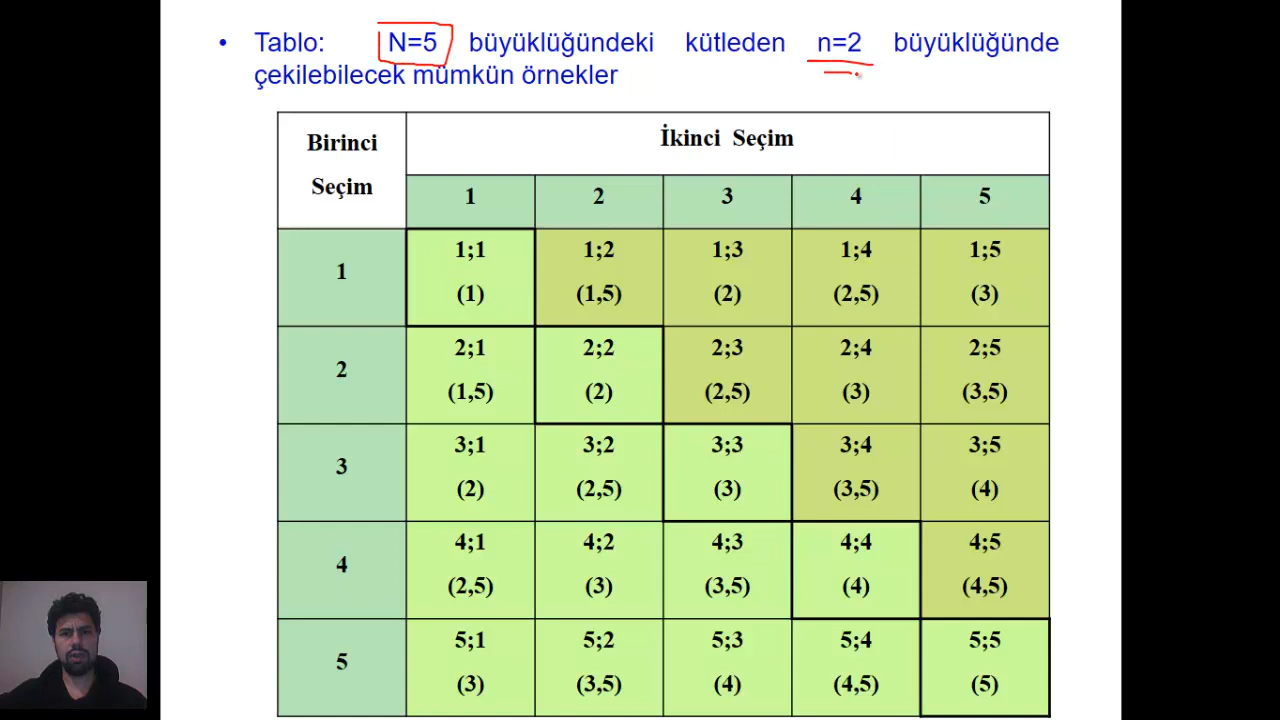 • Tablo: N=5 büyüklüğündeki kütleden n=2 büyüklüğünde
çekilebilecek mümkün örnekler
Birinci Seçim İkinci Seçim
1 2 3 4 5
1 1;1 (1) 1;2 (1,5) 1;3 (2) 1;4 (2,5) 1;5 (3)
2 2;1 (1,5) 2;2 (2) 2;3 (2,5) 2;4 (3) 2;5 (3,5)
3 3;1 (2) 3;2 (2,5) 3;3 (3) 3;4 (3,5) 3;5 (4)
4 4;1 (2,5) 4;2 (3) 4;3 (3,5) 4;4 (4) 4;5 (4,5)
5 5;1 (3) 5;2 (3,5) 5;3 (4) 5;4 (4,5) 5;5 (5)